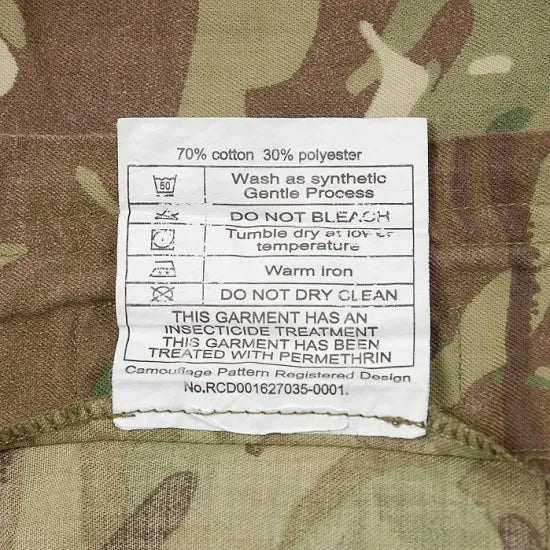 70% cotton 30% polyester
50
Wash as synthetic
Gentle Process
DO NOT BLEACH
Tumble dry at lower
temperature
Warm Iron
DO NOT DRY CLEAN
THIS GARMENT HAS AN
INSECTICIDE TREATMENT
THIS GARMENT HAS BEEN
TREATED WITH PERMETHRIN
Camouflage Pattern Registered Design
No.RCD001627035-0001.